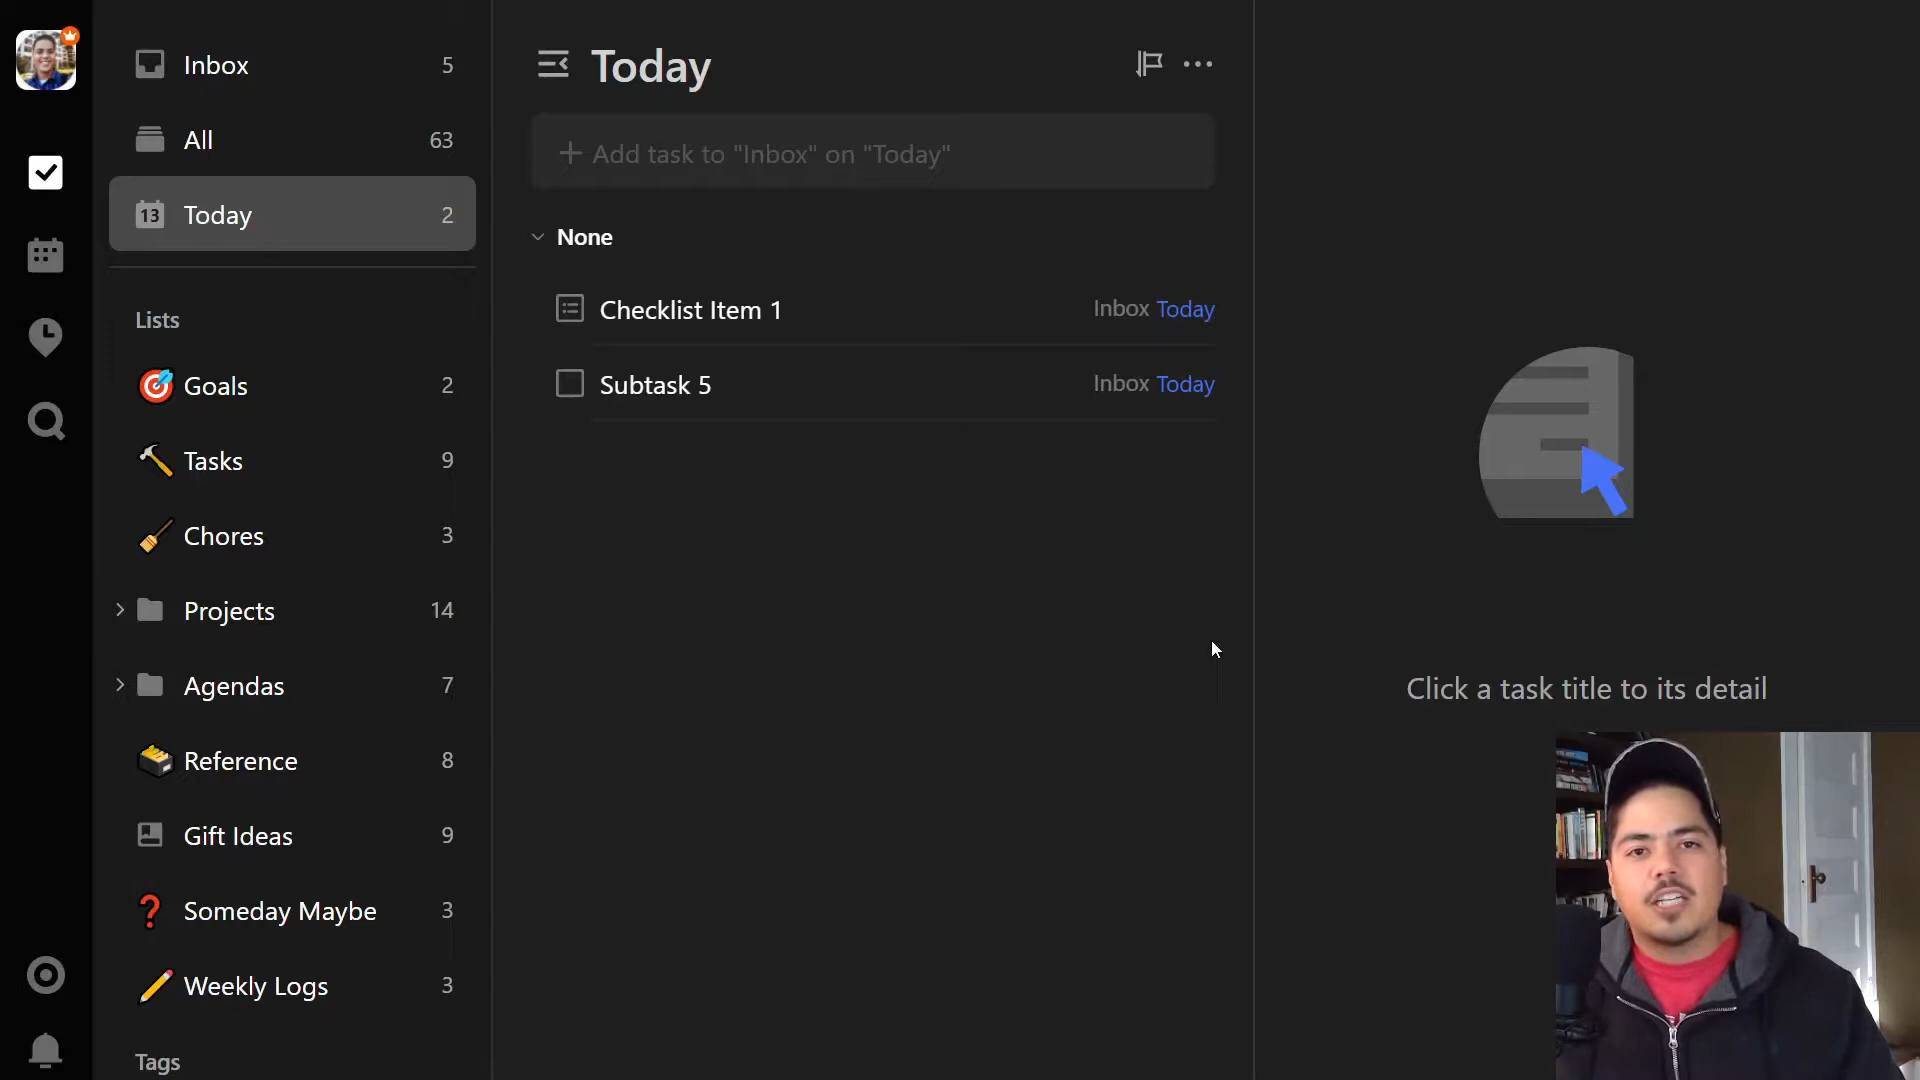 Inbox 5
All 63
13 Today 2
Lists
Goals 2
Tasks 9
Chores 3
Projects 14
Agendas 7
Reference 8
Gift Ideas 9
Someday Maybe 3
Weekly Logs 3
Tags
Today
+ Add task to "Inbox" on "Today"
None
Checklist Item 1 Inbox Today
Subtask 5 Inbox Today
Click a task title to its detail